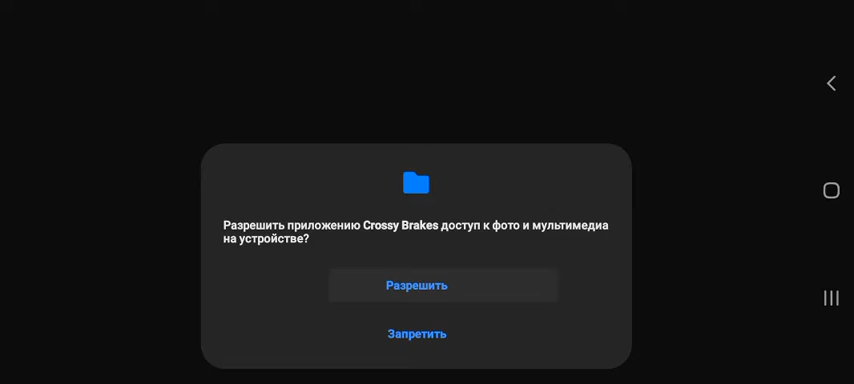 Разрешить приложению Crossy Brakes доступ к фото и мультимедиа
на устройстве?
Разрешить
Запретить